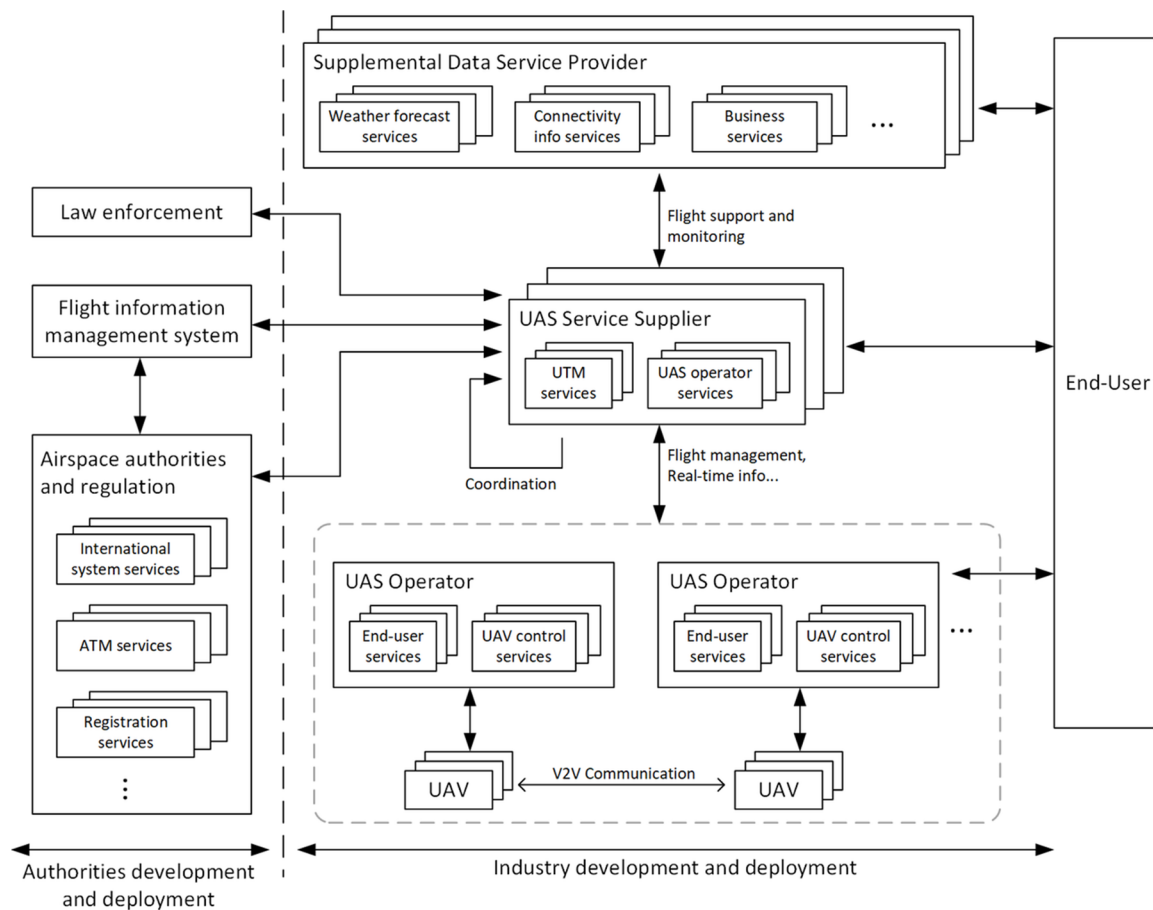 Supplemental Data Service Provider
Weather forecast
services
Connectivity
info services
Business
services
...
Law enforcement
Flight support and
monitoring
Flight information
management system
UAS Service Supplier
UTM
services
UAS operator
services
End-User
Airspace authorities
and regulation
Coordination
Flight management,
Real-time info...
International
system services
ATM services
Registration
services
...
UAS Operator
End-user
services
UAV control
services
UAS Operator
End-user
services
UAV control
services
...
UAV
V2V Communication
UAV
Authorities development
and deployment
Industry development and deployment